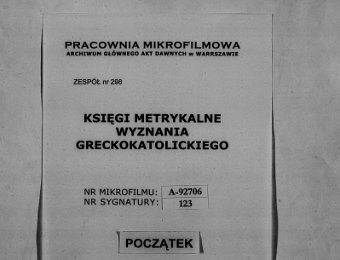 PRACOWNIA MIKROFILMOWA
ARCHIWUM GŁÓWNEGO AKT DAWNYCH w WARSZAWIE
ZESPÓŁ nr 298
KSIĘGI METRYKALNE
WYZNANIA
GRECKOKATOLICKIEGO
NR MIKROFILMU: A-92706
NR SYGNATURY: 123
POCZĄTEK